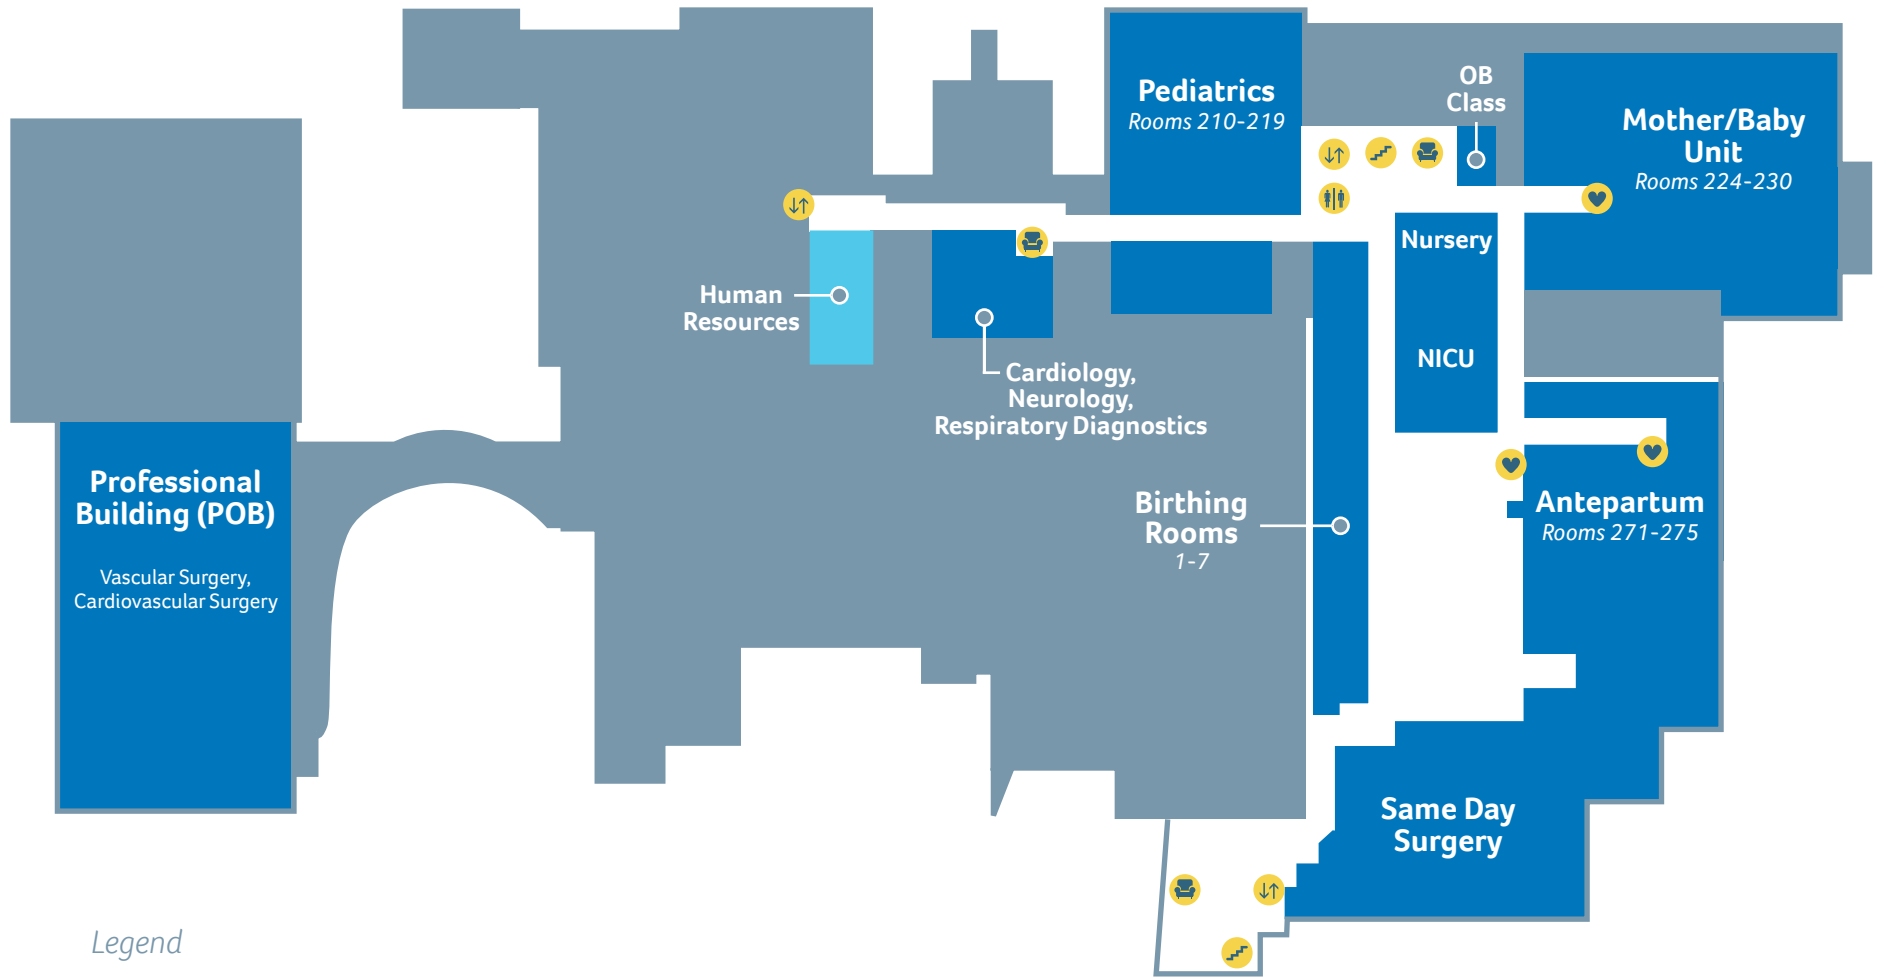 Pediatrics
Rooms 210-219
OB
Class
Mother/Baby
Unit
Rooms 224-230
Nursery
Human
Resources
NICU
Cardiology,
Neurology,
Respiratory Diagnostics
Professional
Building (POB)
Vascular Surgery,
Cardiovascular Surgery
Birthing
Rooms
1-7
Antepartum
Rooms 271-275
Same Day
Surgery
Legend